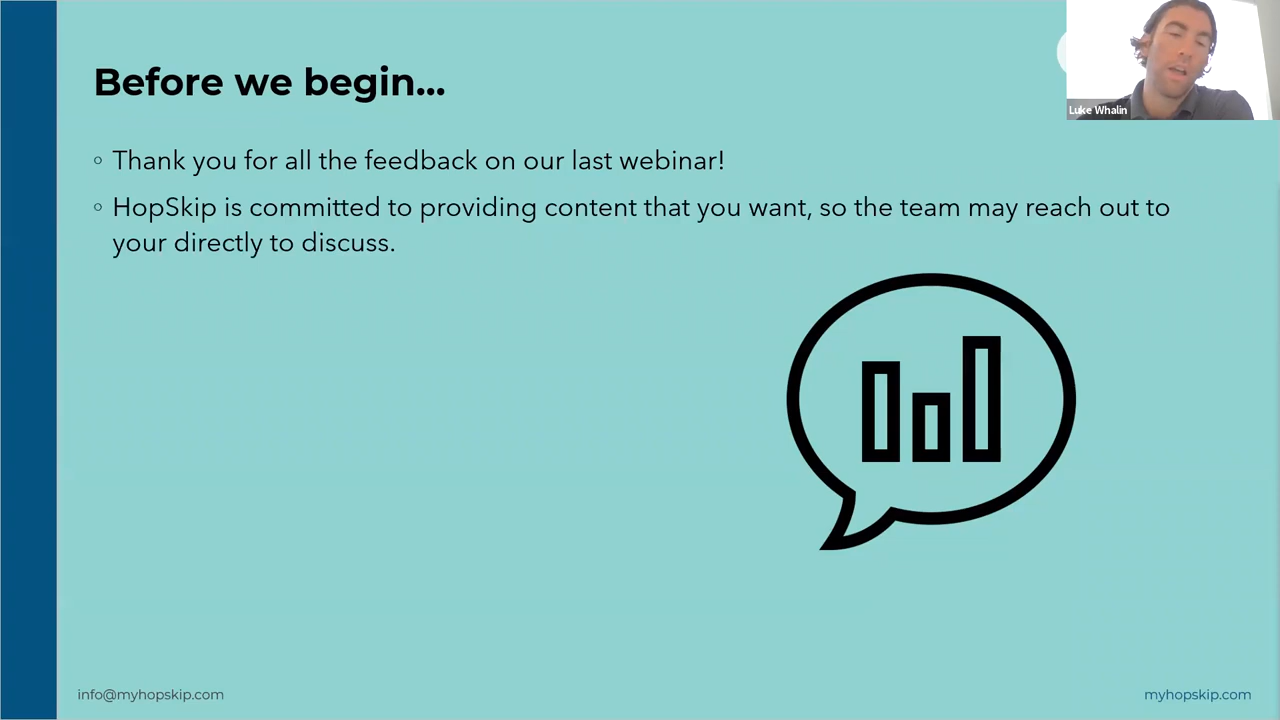 Before we begin...
Luke Whalin
◦ Thank you for all the feedback on our last webinar!
◦ HopSkip is committed to providing content that you want, so the team may reach out to
your directly to discuss.
info@myhopskip.com
myhopskip.com